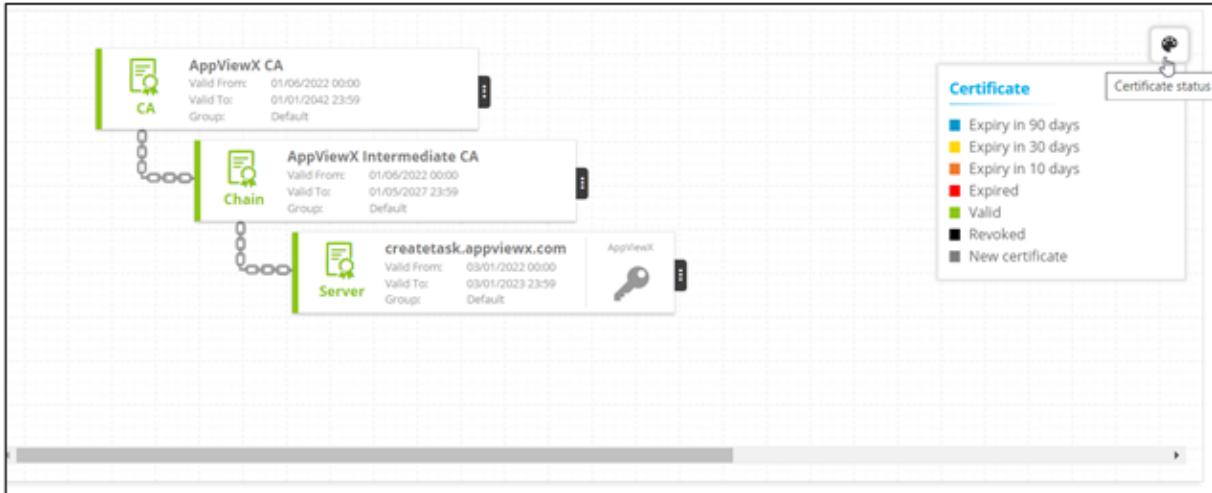 AppViewX CA
Valid From: 01/06/2022 00:00
Valid To: 01/01/2042 23:59
Group: Default
CA
AppViewX Intermediate CA
Valid From: 01/06/2022 00:00
Valid To: 01/05/2027 23:59
Group: Default
Chain
createtask.appviewx.com
Valid From: 03/01/2022 00:00
Valid To: 03/01/2023 23:59
Group: Default
Server
AppViewX
Certificate status
Certificate
Expiry in 90 days
Expiry in 30 days
Expiry in 10 days
Expired
Valid
Revoked
New certificate